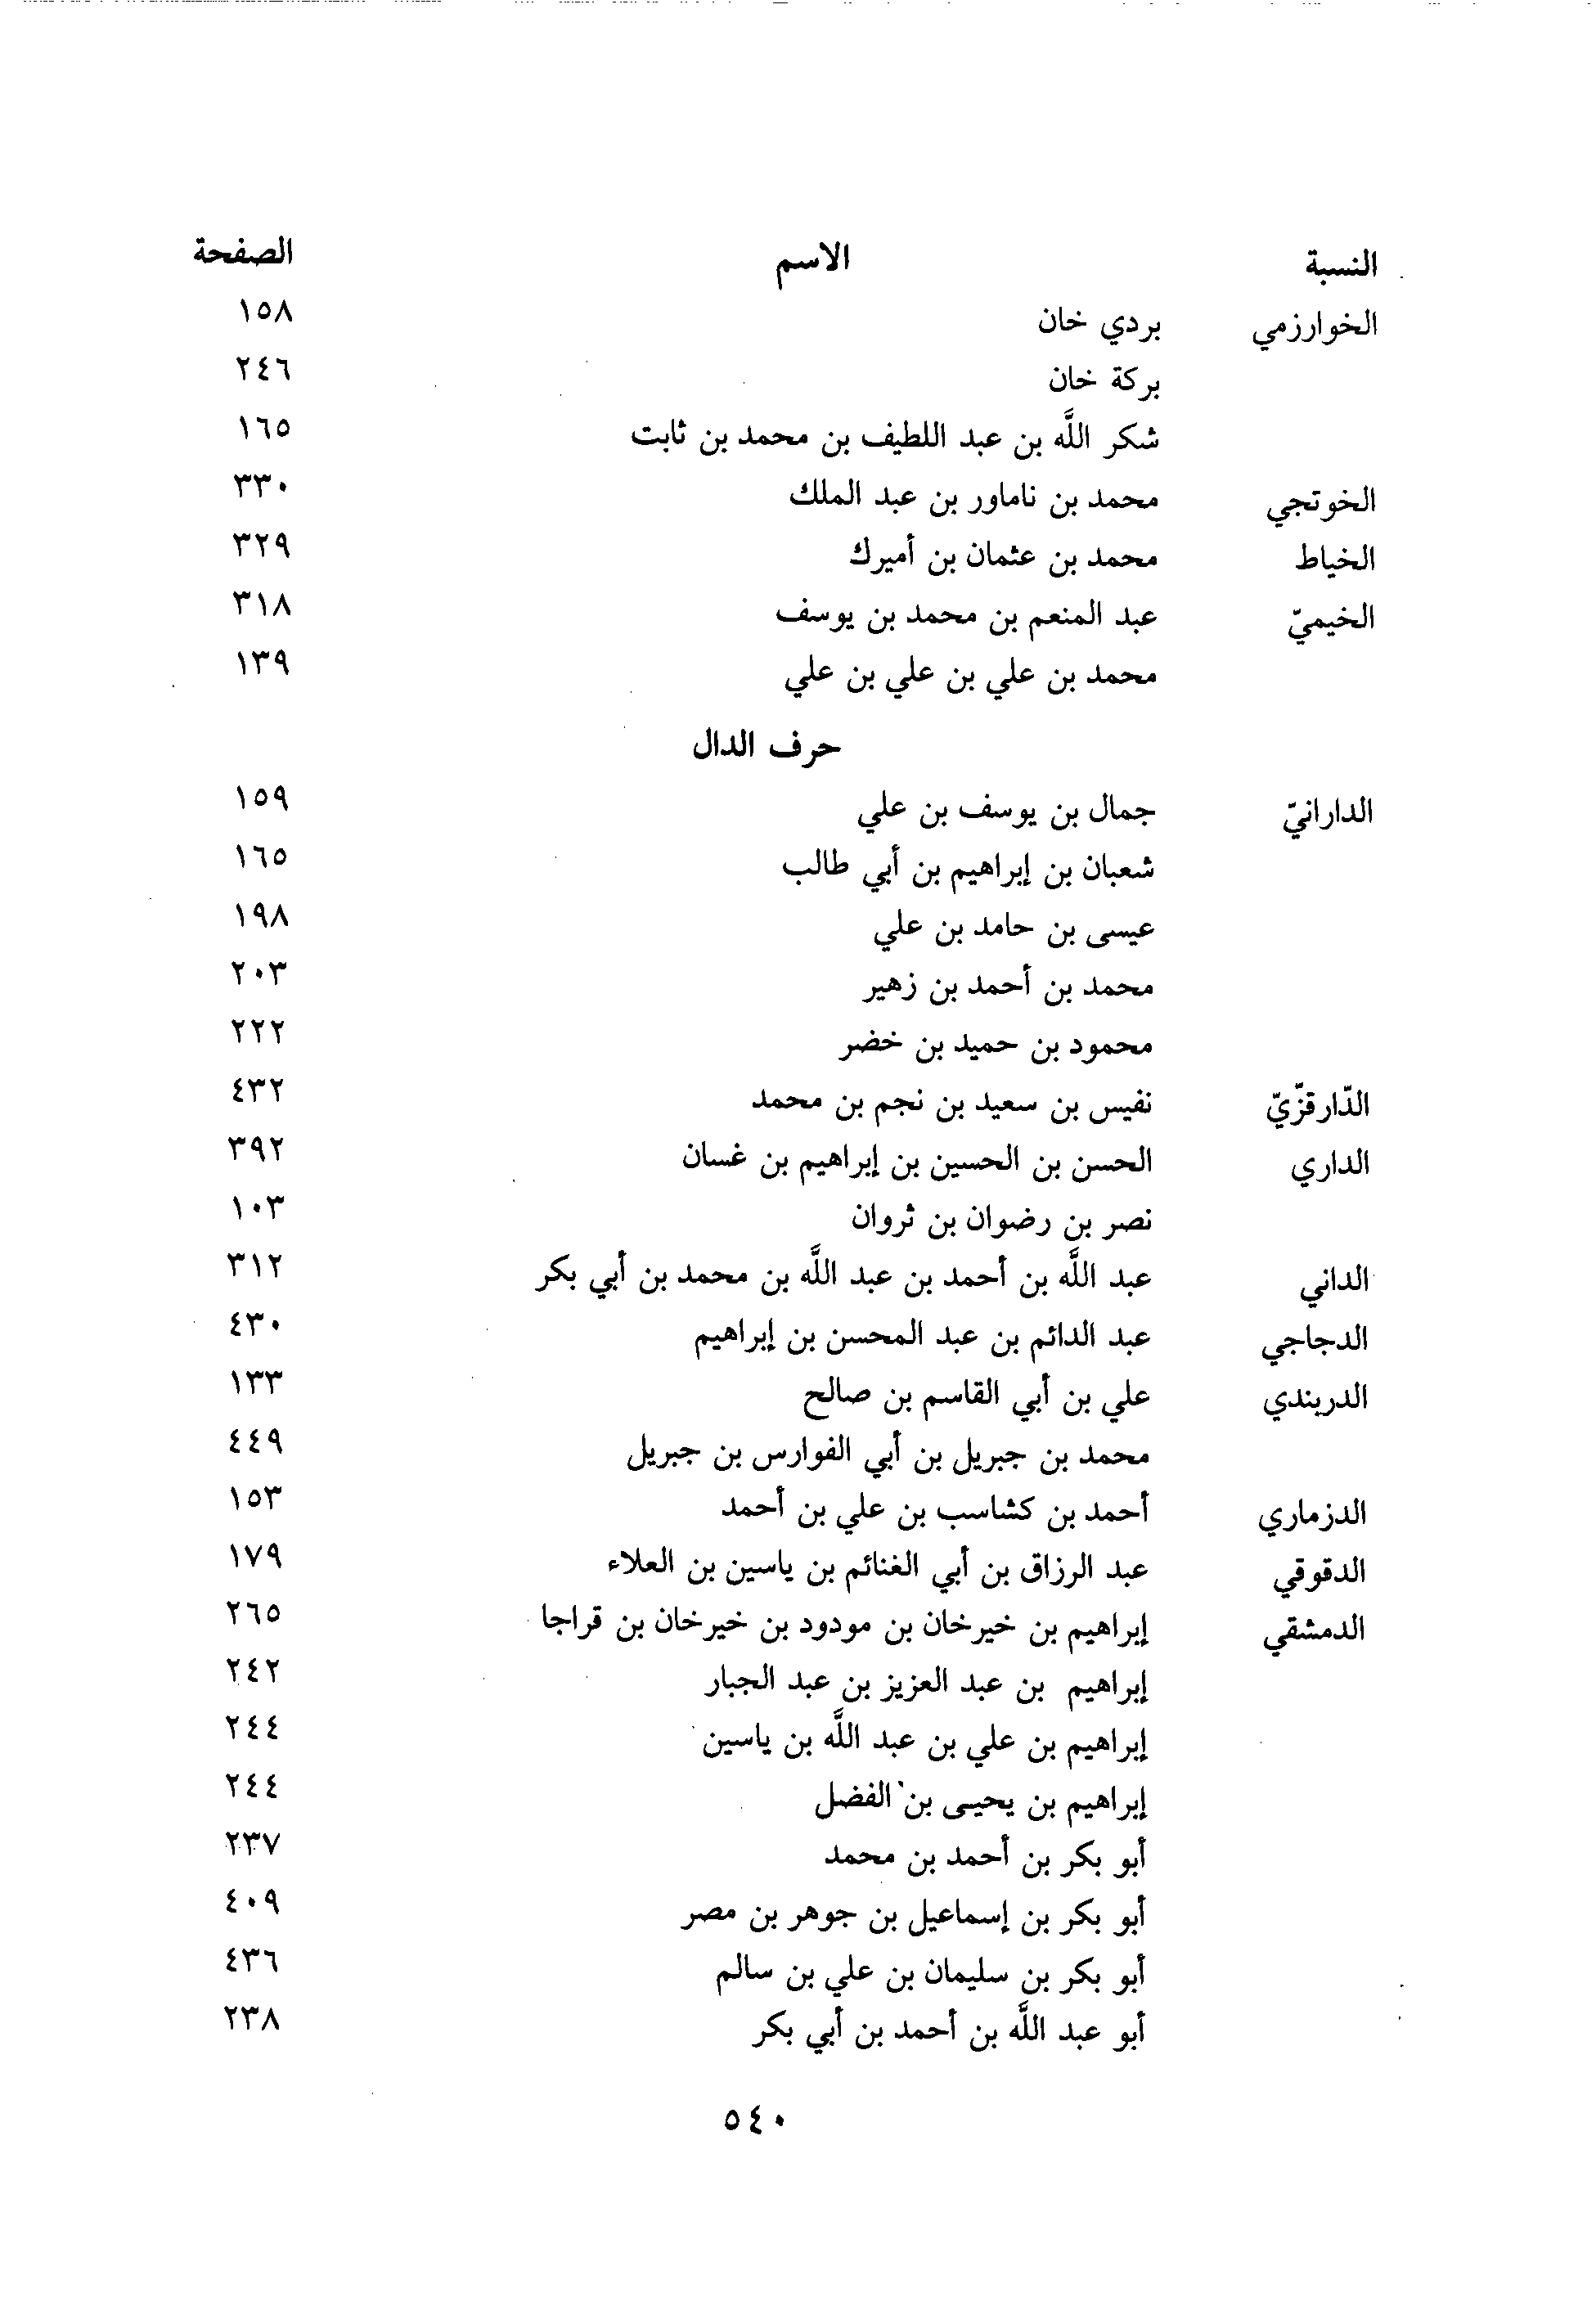 النسبة الاسم الصفحة
الخوارزمي بردي خان ١٥٨
بركة خان ٢٤٦
شكر اللَّه بن عبد اللطيف بن محمد بن ثابت ١٦٥
الخوتجي محمد بن ناماور بن عبد الملك ٣٣٠
الخياط محمد بن عثمان بن أميرك ٣٢٩
الخيميّ عبد المنعم بن محمد بن يوسف ٣١٨
محمد بن علي بن علي بن علي ١٣٩
حرف الدال
الدارانيّ جمال بن يوسف بن علي ١٥٩
شعبان بن إبراهيم بن أبي طالب ١٦٥
عيسى بن حامد بن علي ١٩٨
محمد بن أحمد بن زهير ٢٠٣
محمود بن حميد بن خضر ٢٢٢
الدّارقزّيّ نفيس بن سعيد بن نجم بن محمد ٤٣٢
الداري الحسن بن الحسين بن إبراهيم بن غسان ٣٩٢
نصر بن رضوان بن ثروان ١٠٣
الداني عبد اللَّه بن أحمد بن عبد اللَّه بن محمد بن أبي بكر ٣١٢
الدجاجي عبد الدائم بن عبد المحسن بن إبراهيم ٤٣٠
الدربندي علي بن أبي القاسم بن صالح ١٣٣
محمد بن جبريل بن أبي الفوارس بن جبريل ٤٤٩
الدزماري أحمد بن كشاسب بن علي بن أحمد ١٥٣
الدقوقي عبد الرزاق بن أبي الغنائم بن ياسين بن العلاء ١٧٩
الدمشقي إبراهيم بن خيرخان بن مودود بن خيرخان بن قراجا ٢٦٥
إبراهيم بن عبد العزيز بن عبد الجبار ٢٤٢
إبراهيم بن علي بن عبد اللَّه بن ياسين ٢٤٤
إبراهيم بن يحيى بن الفضل ٢٤٤
أبو بكر بن أحمد بن محمد ٢٣٧
أبو بكر بن إسماعيل بن جوهر بن مصر ٤٠٩
أبو بكر بن سليمان بن علي بن سالم ٤٣٦
أبو عبد اللَّه بن أحمد بن أبي بكر ٢٣٨
٥٤٠